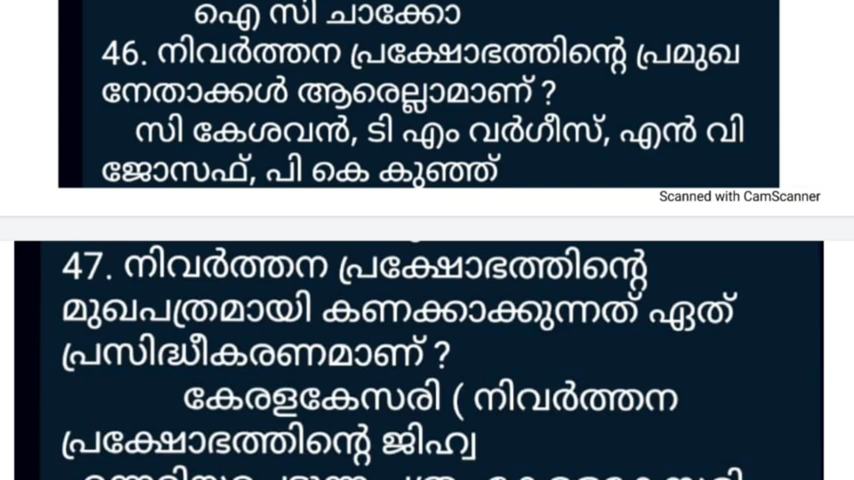 ഐ സി ചാക്കോ
46. നിവർത്തന പ്രക്ഷോഭത്തിന്റെ പ്രമുഖ
നേതാക്കൾ ആരെല്ലാമാണ് ?
സി കേശവൻ, ടി എം വർഗീസ്, എൻ വി
ജോസഫ്, പി കെ കുഞ്ഞ്
Scanned with CamScanner
47. നിവർത്തന പ്രക്ഷോഭത്തിന്റെ
മുഖപത്രമായി കണക്കാക്കുന്നത് ഏത്
പ്രസിദ്ധീകരണമാണ് ?
കേരളകേസരി ( നിവർത്തന
പ്രക്ഷോഭത്തിന്റെ ജിഹ്വ